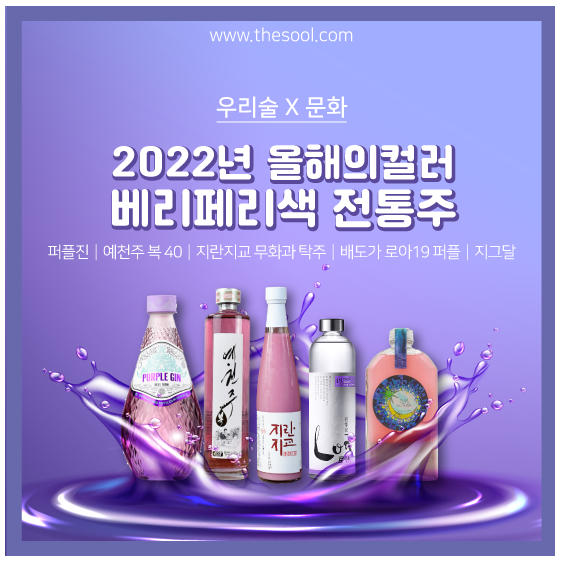 www.thesool.com
우리술 X 문화
2022년 올해의컬러
베리페리색 전통주
퍼플진 | 예천주 복 40 | 지란지교 무화과 탁주 | 배도가 로아19 퍼플 | 지그달
PURPLE GIN
예천주
지란
지교